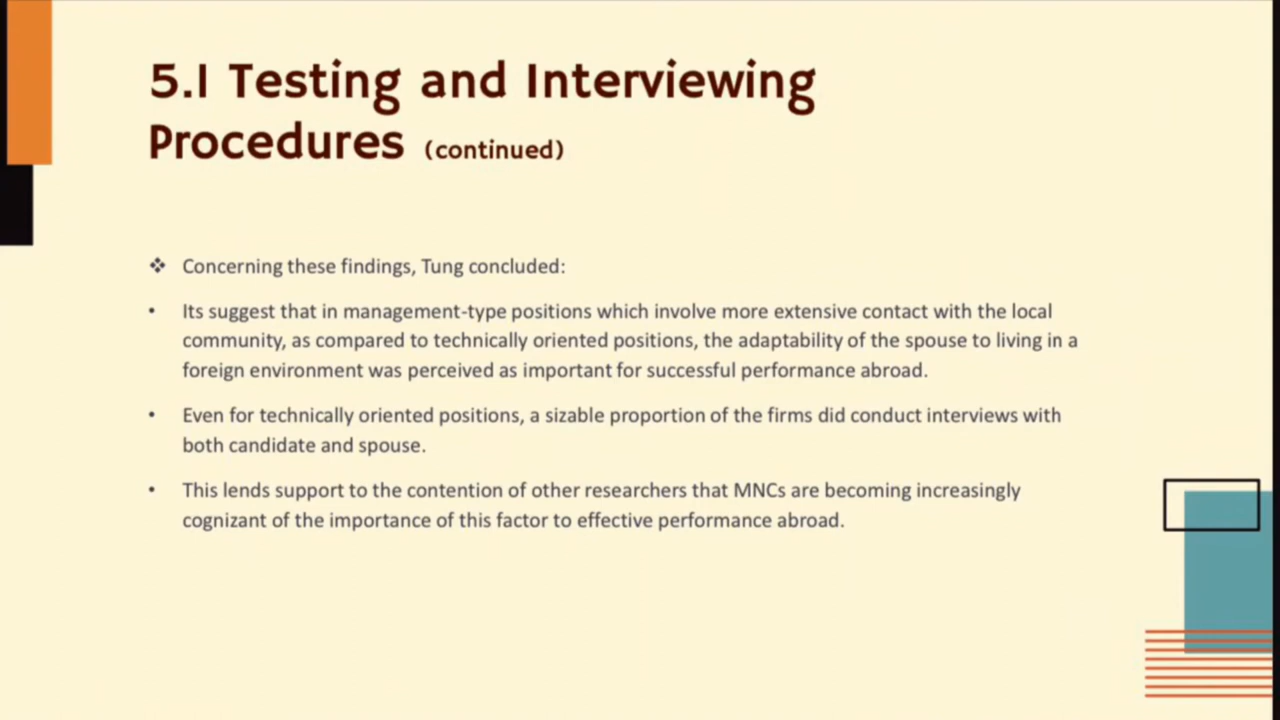 5.1 Testing and Interviewing
Procedures (continued)
❖ Concerning these findings, Tung concluded:
• Its suggest that in management-type positions which involve more extensive contact with the local
community, as compared to technically oriented positions, the adaptability of the spouse to living in a
foreign environment was perceived as important for successful performance abroad.
• Even for technically oriented positions, a sizable proportion of the firms did conduct interviews with
both candidate and spouse.
• This lends support to the contention of other researchers that MNCs are becoming increasingly
cognizant of the importance of this factor to effective performance abroad.